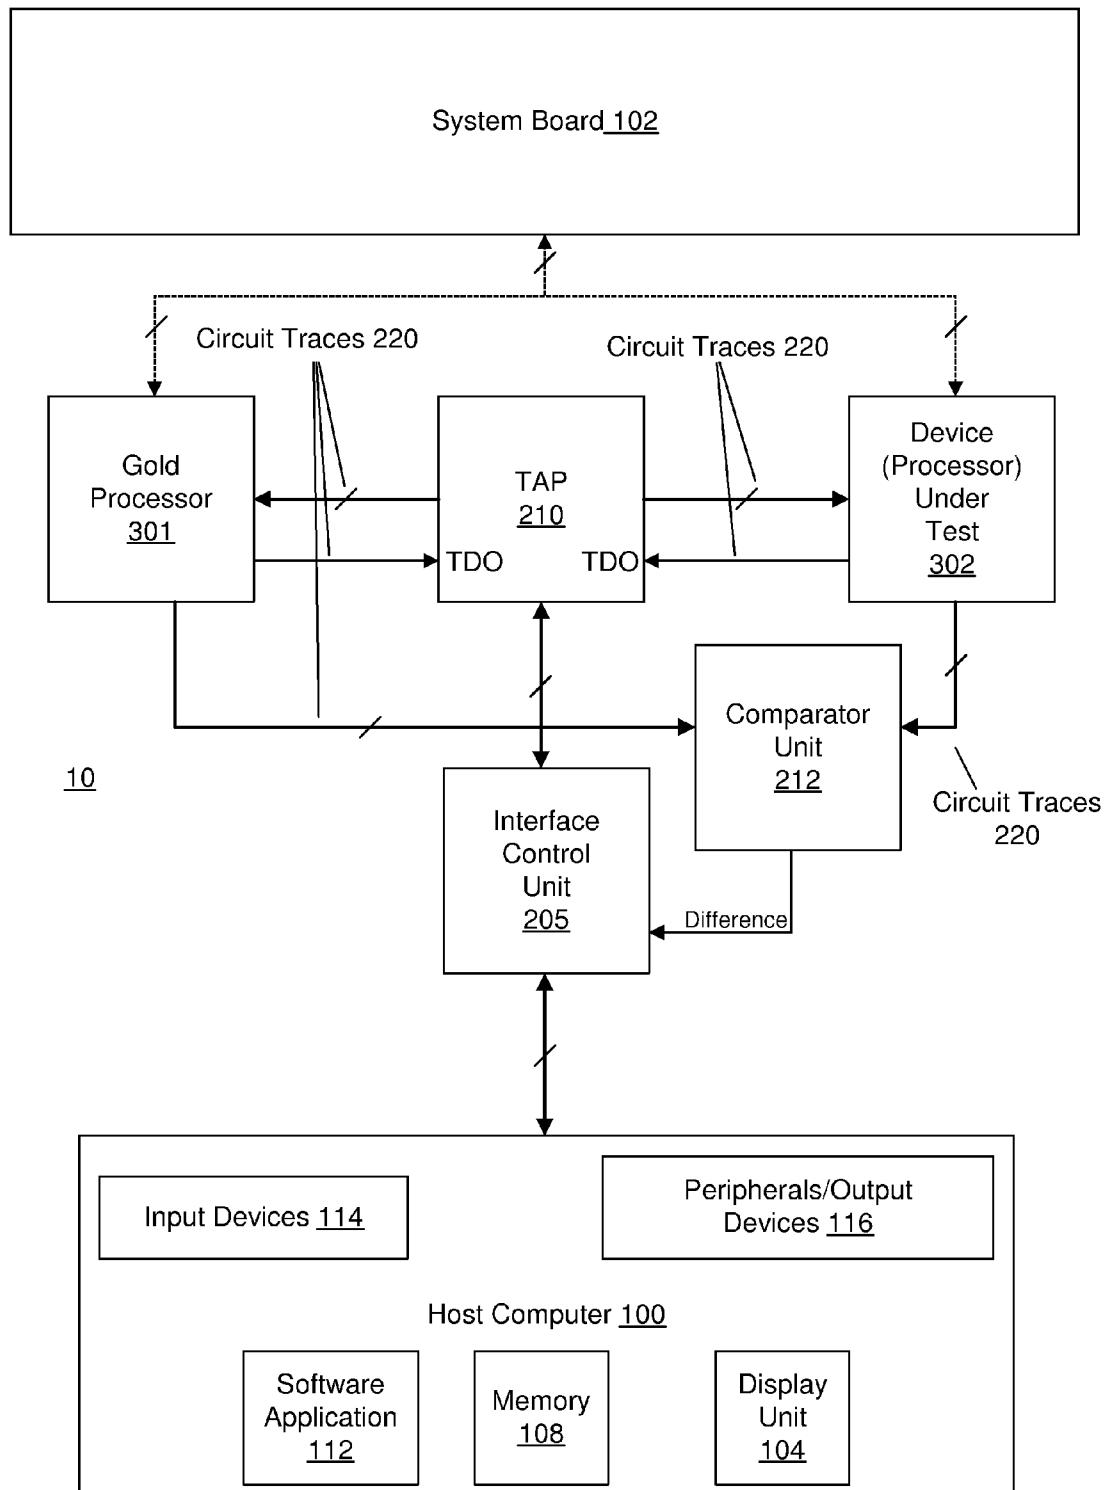 System Board 102
Circuit Traces 220
Circuit Traces 220
Gold
Processor
301
TAP
210
TDO
TDO
Device
(Processor)
Under
Test
302
Comparator
Unit
212
10
Circuit Traces
220
Interface
Control
Unit
205
Difference
Input Devices 114
Peripherals/Output
Devices 116
Host Computer 100
Software
Application
112
Memory
108
Display
Unit
104